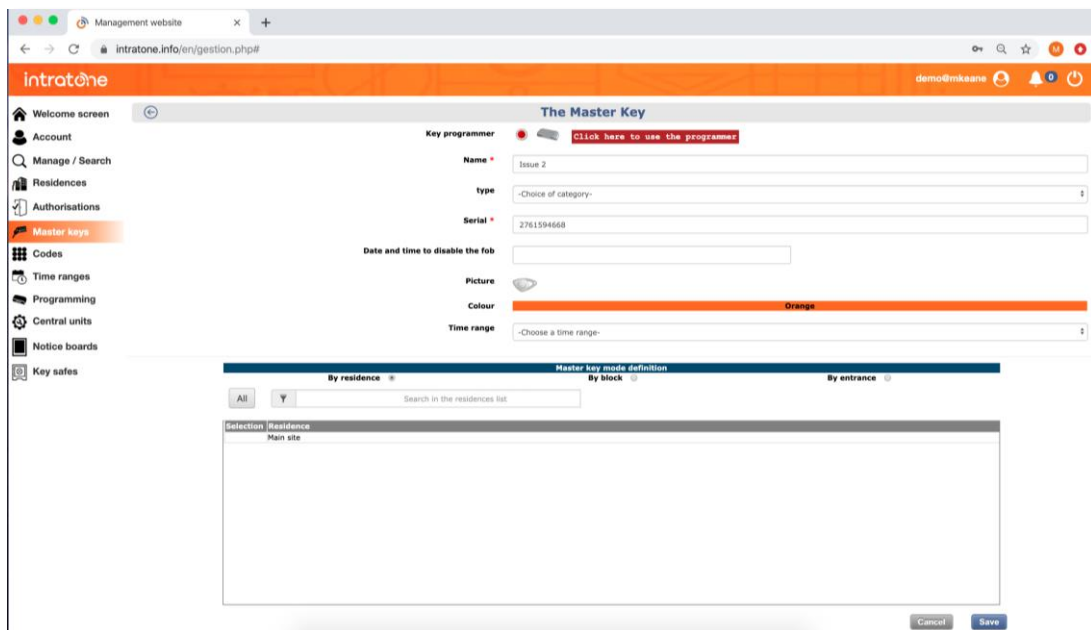 Management website
intratone.info/en/gestion.php#
M
intratone
demo@mkeane
0
Welcome screen
Account
Manage / Search
Residences
Authorisations
Master keys
Codes
Time ranges
Programming
Central units
Notice boards
Key safes
The Master Key
Key programmer Click here to use the programmer
Name * Issue 2
type -Choice of category-
Serial * 2761594668
Date and time to disable the fob
Picture
Colour Orange
Time range -Choose a time range-
Master key mode definition
By residence By block By entrance
All Search in the residences list
Selection Residence
Main site
Cancel Save